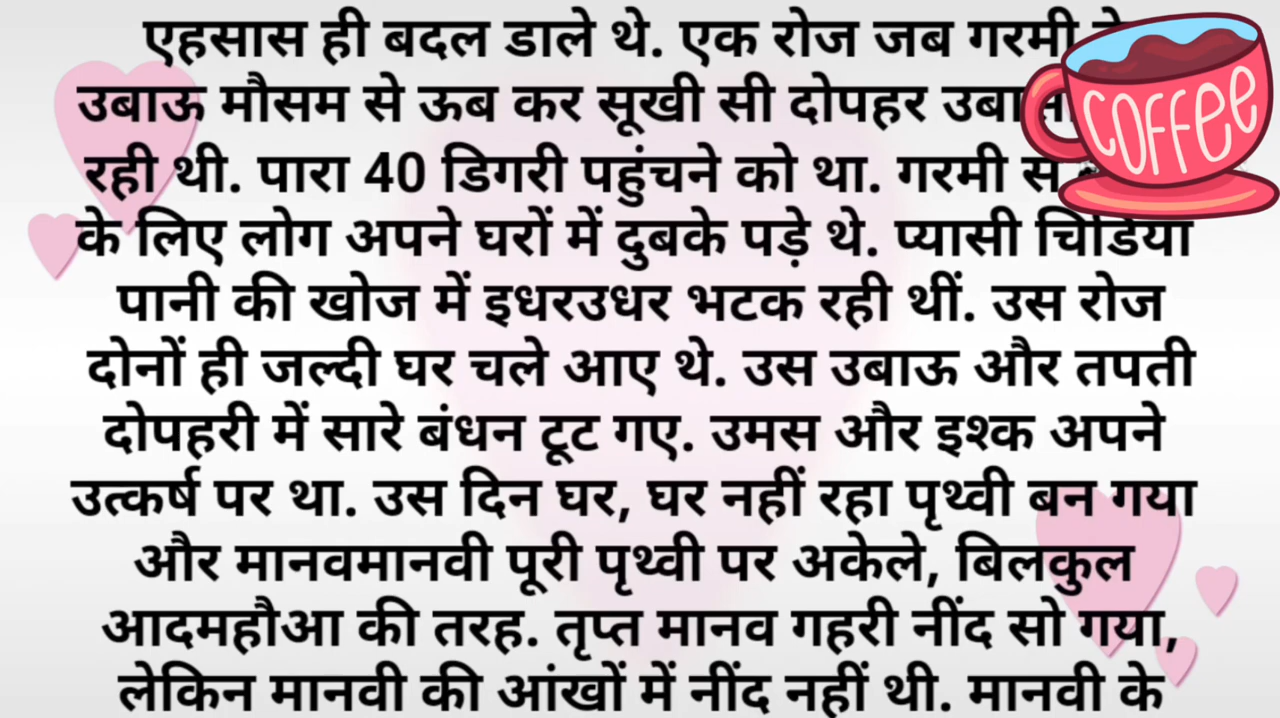 एहसास ही बदल डाले थे. एक रोज जब गरमी
COFFee
उबाऊ मौसम से ऊब कर सूखी सी दोपहर
रही थी. पारा 40 डिगरी पहुंचने को था. गरमी
के लिए लोग अपने घरों में दुबके पड़े थे. प्यासी चिडिया
पानी की खोज में इधरउधर भटक रही थीं. उस रोज
दोनों ही जल्दी घर चले आए थे. उस उबाऊ और तपती
दोपहरी में सारे बंधन टूट गए. उमस और इश्क अपने
उत्कर्ष पर था. उस दिन घर, घर नहीं रहा पृथ्वी बन गया
और मानवमानवी पूरी पृथ्वी पर अकेले, बिलकुल
आदमहौआ की तरह. तृप्त मानव गहरी नींद सो गया,
लेकिन मानवी की आंखों में नींद नहीं थी. मानवी के